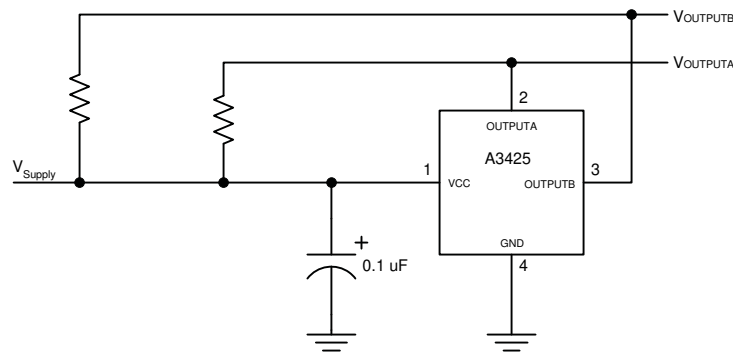 VOUTPUTB
VOUTPUTA
2
OUTPUTA
A3425
VSupply
1
3
VCC
OUTPUTB
GND
4
+
0.1 uF